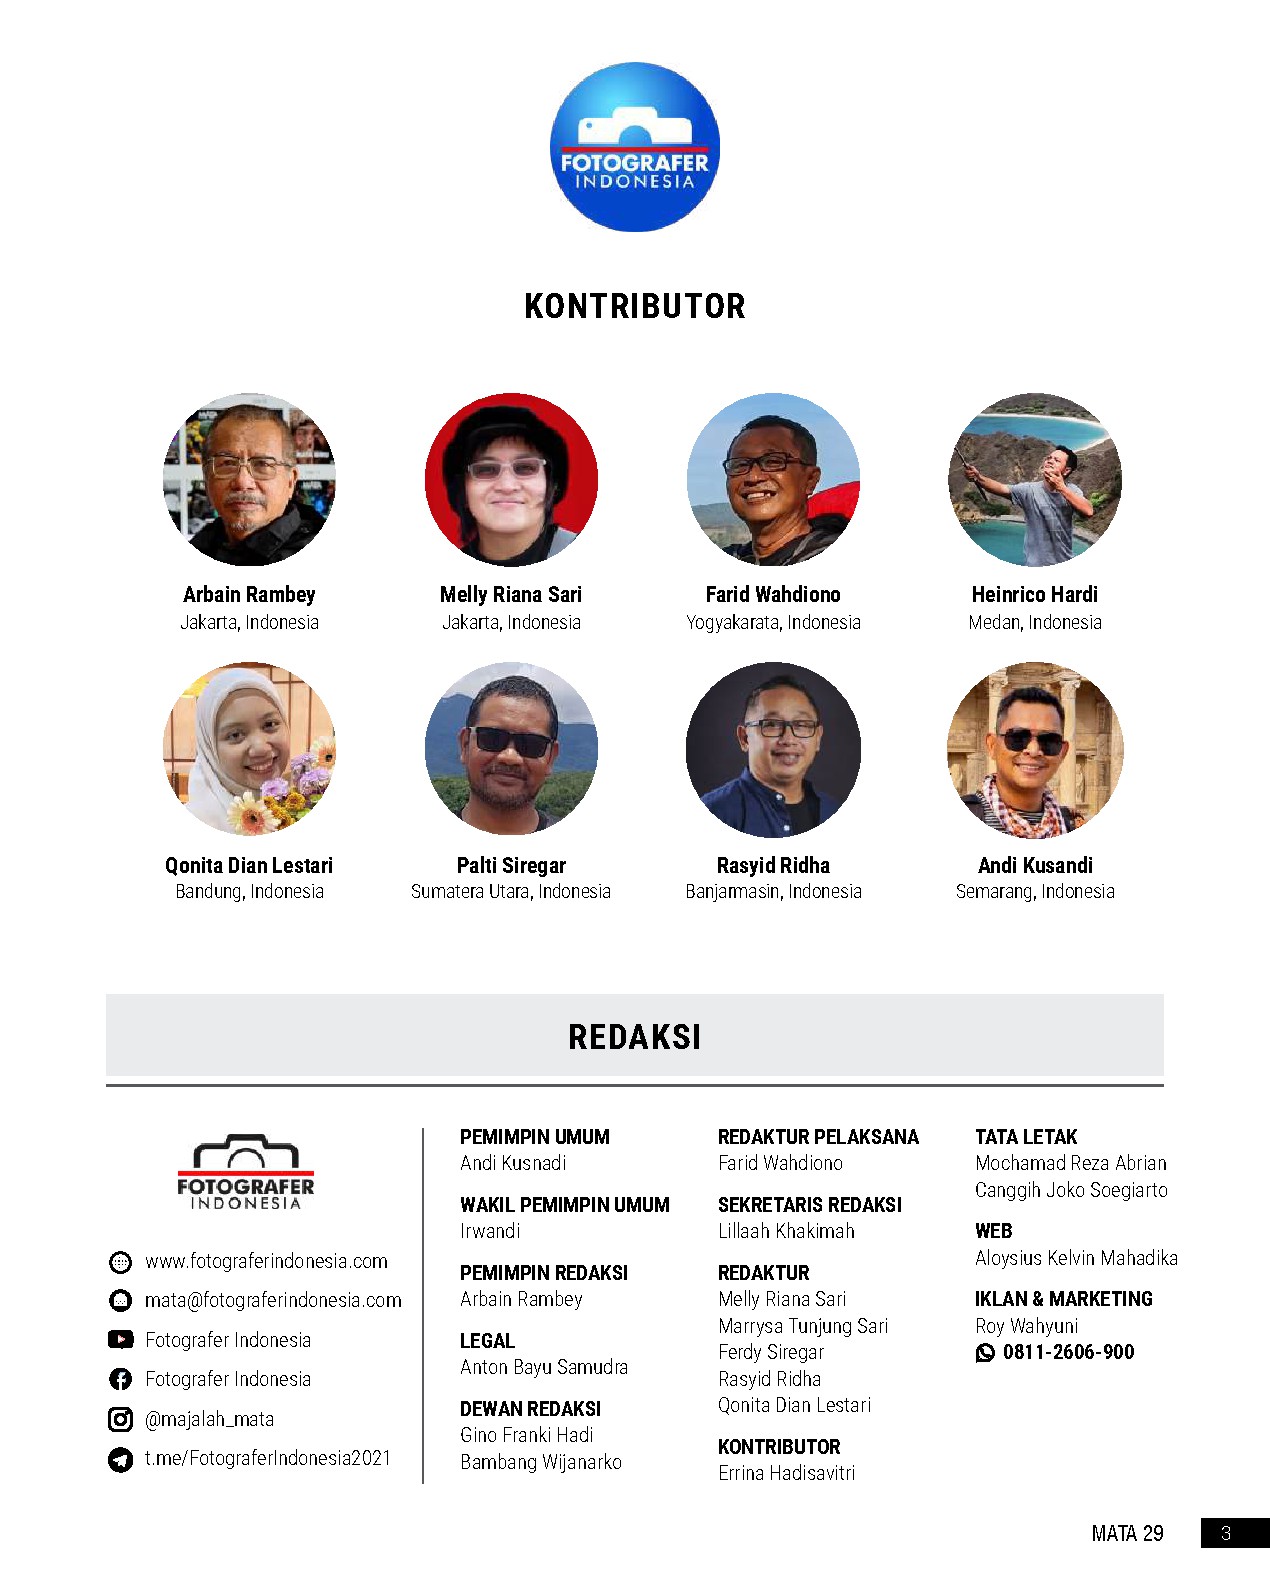 FOTOGRAFER
INDONESIA
KONTRIBUTOR
Arbain Rambey
Jakarta, Indonesia
Melly Riana Sari
Jakarta, Indonesia
Farid Wahdiono
Yogyakarata, Indonesia
Heinrico Hardi
Medan, Indonesia
Qonita Dian Lestari
Bandung, Indonesia
Palti Siregar
Sumatera Utara, Indonesia
Rasyid Ridha
Banjarmasin, Indonesia
Andi Kusandi
Semarang, Indonesia
REDAKSI
FOTOGRAFER
INDONESIA
www.fotograferindonesia.com
mata@fotograferindonesia.com
Fotografer Indonesia
Fotografer Indonesia
@majalah_mata
t.me/FotograferIndonesia2021
PEMIMPIN UMUM
Andi Kusnadi
WAKIL PEMIMPIN UMUM
Irwandi
PEMIMPIN REDAKSI
Arbain Rambey
LEGAL
Anton Bayu Samudra
DEWAN REDAKSI
Gino Franki Hadi
Bambang Wijanarko
REDAKTUR PELAKSANA
Farid Wahdiono
SEKRETARIS REDAKSI
Lillaah Khakimah
REDAKTUR
Melly Riana Sari
Marrysa Tunjung Sari
Ferdy Siregar
Rasyid Ridha
Qonita Dian Lestari
KONTRIBUTOR
Errina Hadisavitri
TATA LETAK
Mochamad Reza Abrian
Canggih Joko Soegiarto
WEB
Aloysius Kelvin Mahadika
IKLAN & MARKETING
Roy Wahyuni
0811-2606-900
MATA 29
3